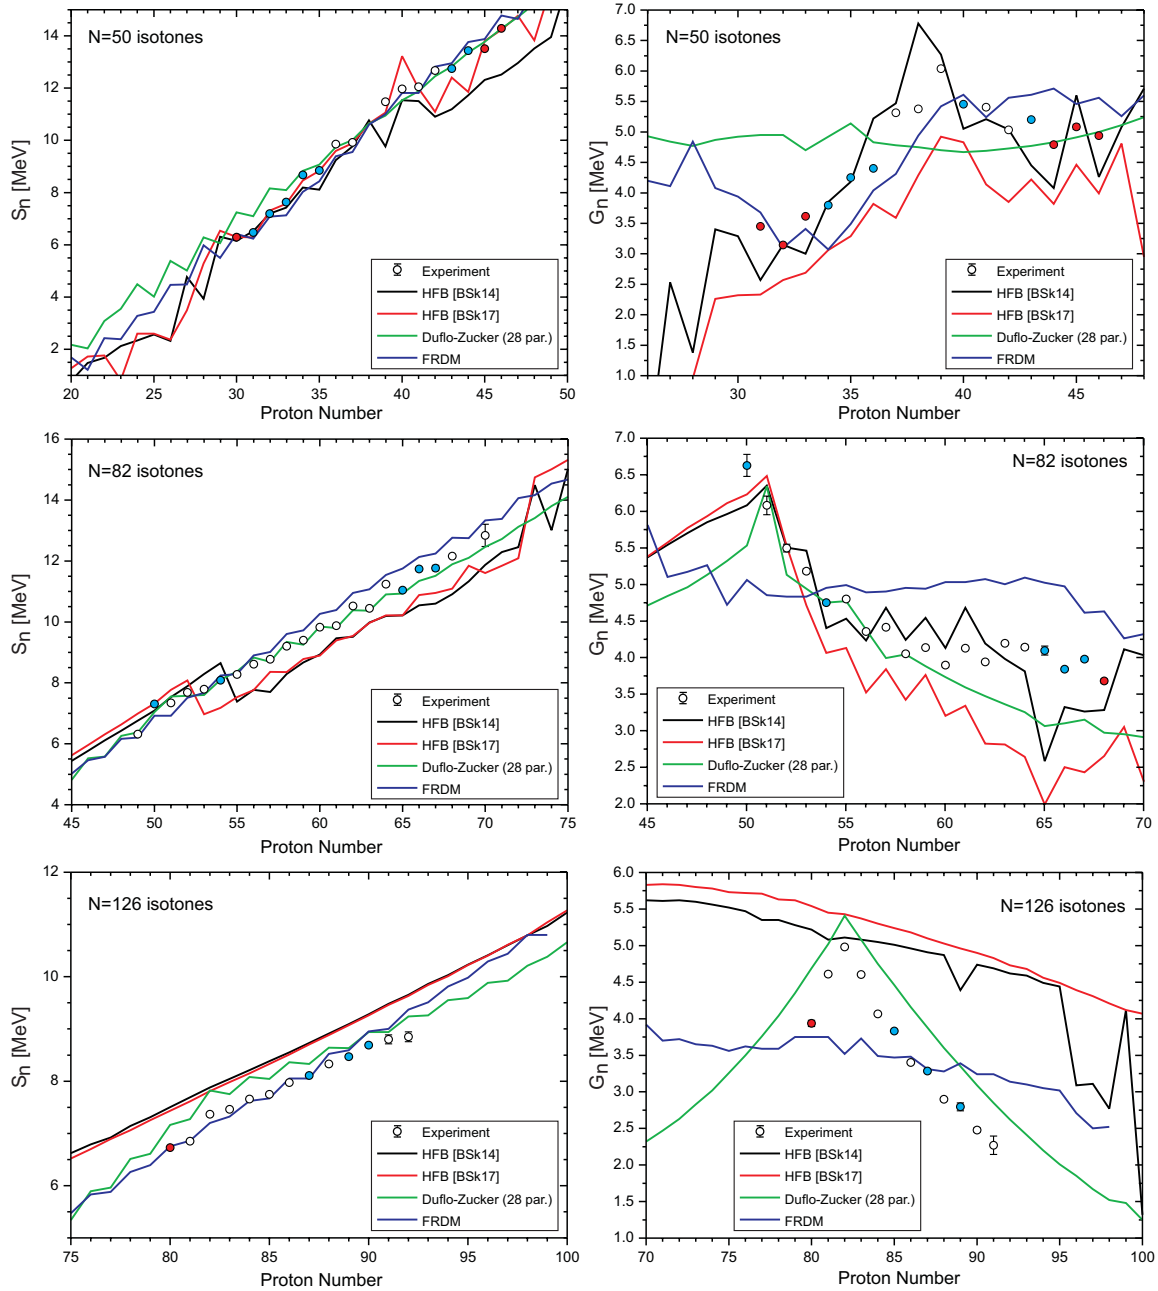 N=50 isotones
Sn [MeV]
14
12
10
8
6
4
2
Experiment
HFB [BSk14]
HFB [BSk17]
Duflo-Zucker (28 par.)
FRDM
20 25 30 35 40 45 50
Proton Number
N=50 isotones
Gn [MeV]
7.0
6.5
6.0
5.5
5.0
4.5
4.0
3.5
3.0
2.5
2.0
1.5
1.0
Experiment
HFB [BSk14]
HFB [BSk17]
Duflo-Zucker (28 par.)
FRDM
30 35 40 45
Proton Number
N=82 isotones
Sn [MeV]
16
14
12
10
8
6
4
Experiment
HFB [BSk14]
HFB [BSk17]
Duflo-Zucker (28 par.)
FRDM
45 50 55 60 65 70 75
Proton Number
N=82 isotones
Gn [MeV]
7.0
6.5
6.0
5.5
5.0
4.5
4.0
3.5
3.0
2.5
2.0
Experiment
HFB [BSk14]
HFB [BSk17]
Duflo-Zucker (28 par.)
FRDM
45 50 55 60 65 70
Proton Number
N=126 isotones
Sn [MeV]
12
10
8
6
Experiment
HFB [BSk14]
HFB [BSk17]
Duflo-Zucker (28 par.)
FRDM
75 80 85 90 95 100
Proton Number
N=126 isotones
Gn [MeV]
6.0
5.5
5.0
4.5
4.0
3.5
3.0
2.5
2.0
1.5
1.0
Experiment
HFB [BSk14]
HFB [BSk17]
Duflo-Zucker (28 par.)
FRDM
70 75 80 85 90 95 100
Proton Number